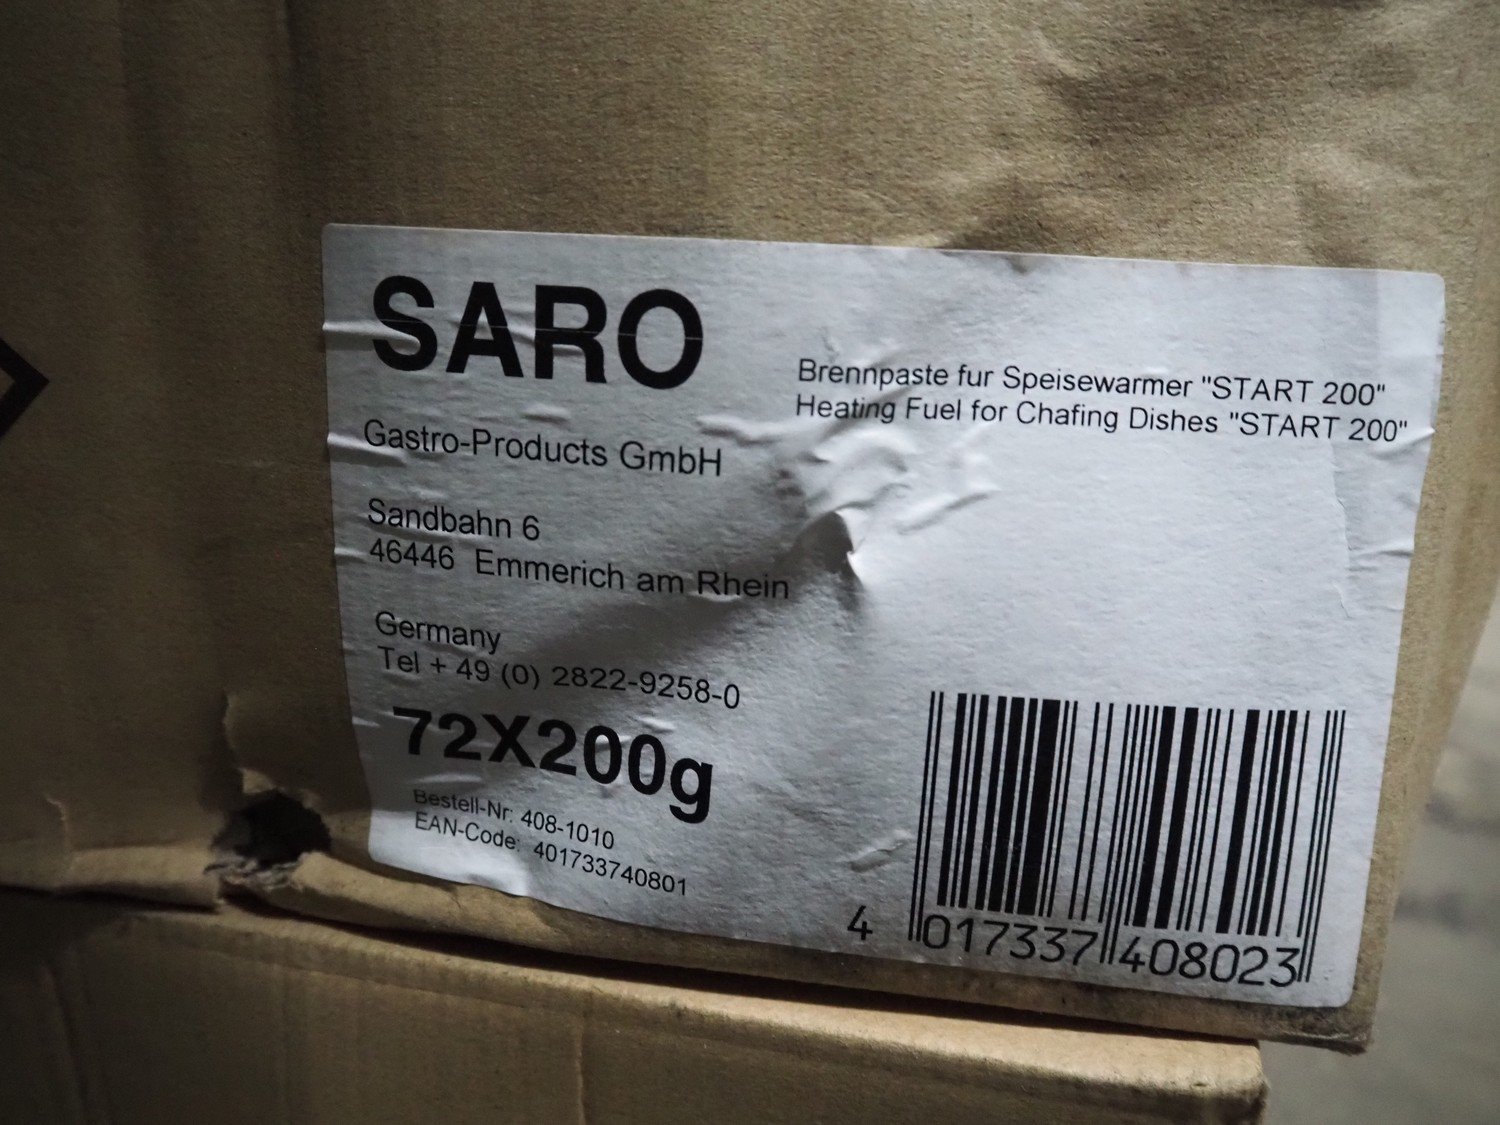 SARO
Gastro-Products GmbH
Sandbahn 6
46446 Emmerich am Rhein
Germany
Tel + 49 (0) 2822-9258-0
72X200g
Bestell-Nr: 408-1010
EAN-Code: 401733740801
Brennpaste fur Speisewarmer "START 200"
Heating Fuel for Chafing Dishes "START 200"
4 017337 408023